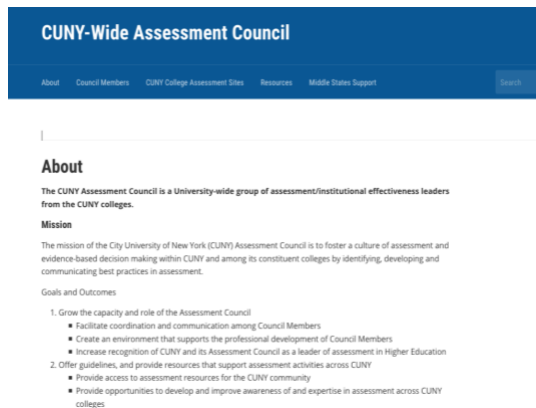 CUNY-Wide Assessment Council
About Council Members CUNY College Assessment Sites Resources Middle States Support Search
About
The CUNY Assessment Council is a University-wide group of assessment/institutional effectiveness leaders
from the CUNY colleges.
Mission
The mission of the City University of New York (CUNY) Assessment Council is to foster a culture of assessment and
evidence-based decision making within CUNY and among its constituent colleges by identifying, developing and
communicating best practices in assessment.
Goals and Outcomes
1. Grow the capacity and role of the Assessment Council
▪ Facilitate coordination and communication among Council Members
▪ Create an environment that supports the professional development of Council Members
▪ Increase recognition of CUNY and its Assessment Council as a leader of assessment in Higher Education
2. Offer guidelines, and provide resources that support assessment activities across CUNY
▪ Provide access to assessment resources for the CUNY community
▪ Provide opportunities to develop and improve awareness of and expertise in assessment across CUNY
colleges